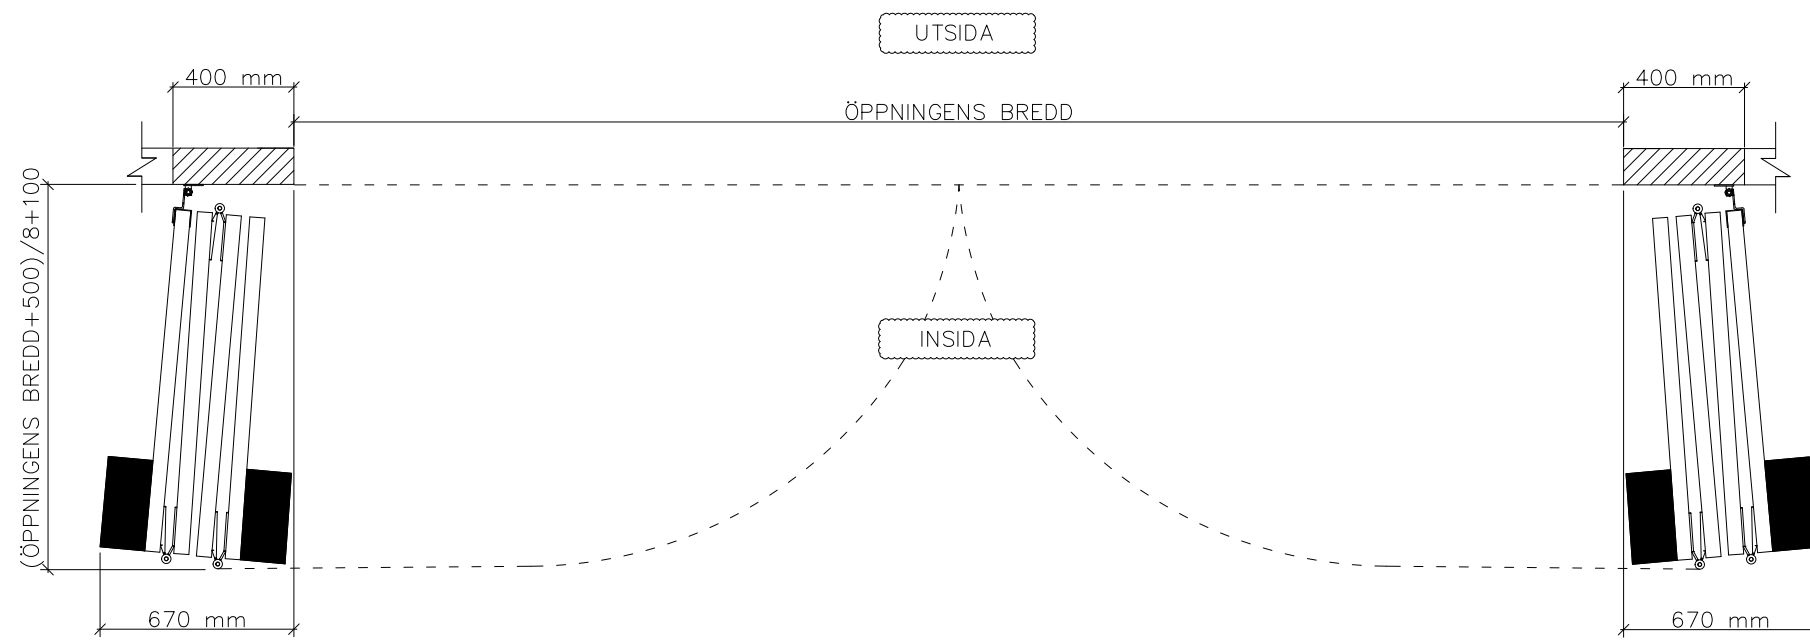 UTSIDA
400 mm
400 mm
ÖPPNINGENS BREDD
(ÖPPNINGENS BREDD+500)/8+100
INSIDA
670 mm
670 mm